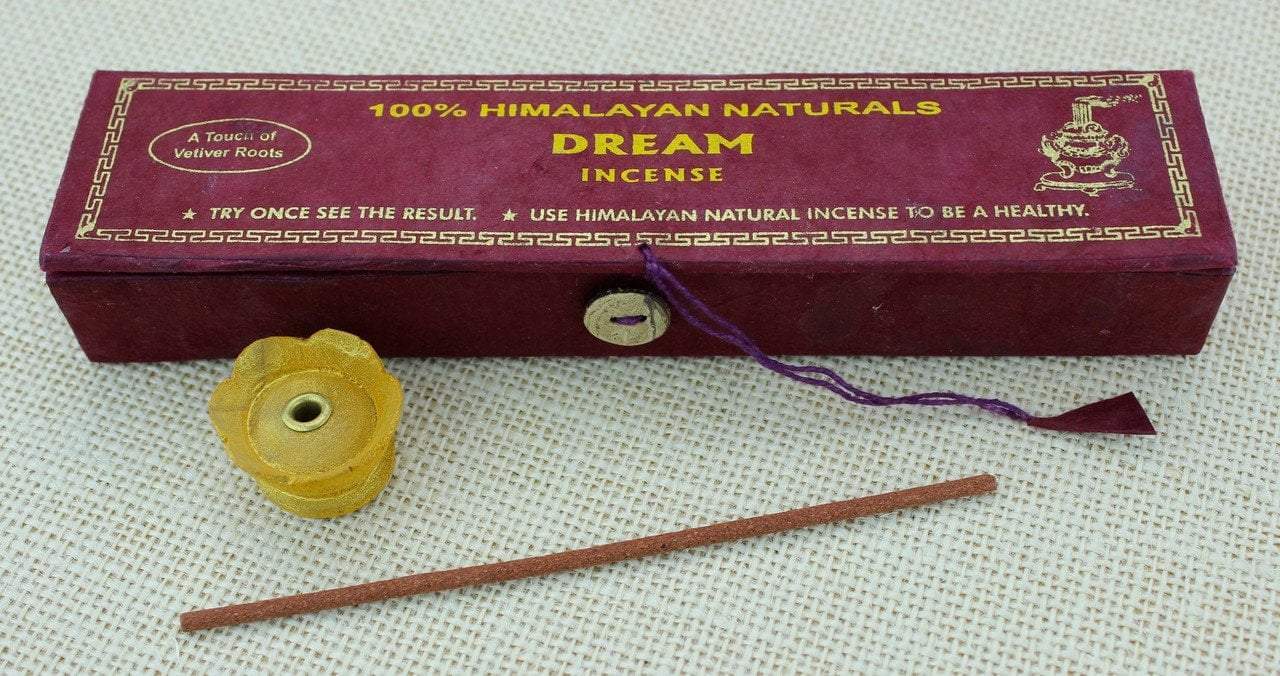 100% HIMALAYAN NATURALS
A Touch of
Vetiver Roots
DREAM
INCENSE
★ TRY ONCE SEE THE RESULT. ★ USE HIMALAYAN NATURAL INCENSE TO BE A HEALTHY.